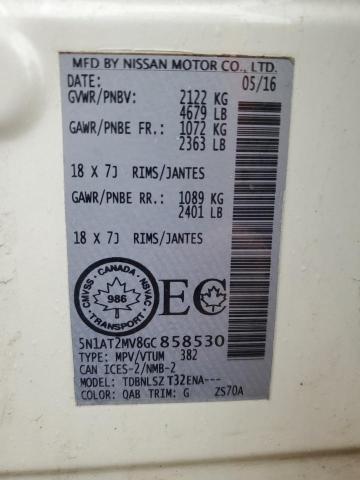 MFD BY NISSAN MOTOR CO., LTD.
DATE: 05/16
GVWR/PNBV: 2122 KG
4679 LB
GAWR/PNBE FR.: 1072 KG
2363 LB
18 X 7J RIMS/JANTES
GAWR/PNBE RR.: 1089 KG
2401 LB
18 X 7J RIMS/JANTES
CMVSS · CANADA · NSVAC
986
TRANSPORT
EC
5N1AT2MV8GC858530
TYPE: MPV/VTUM 382
CAN ICES-2/NMB-2
MODEL: TDBNLSZ T32ENA---
COLOR: QAB TRIM: G ZS70A